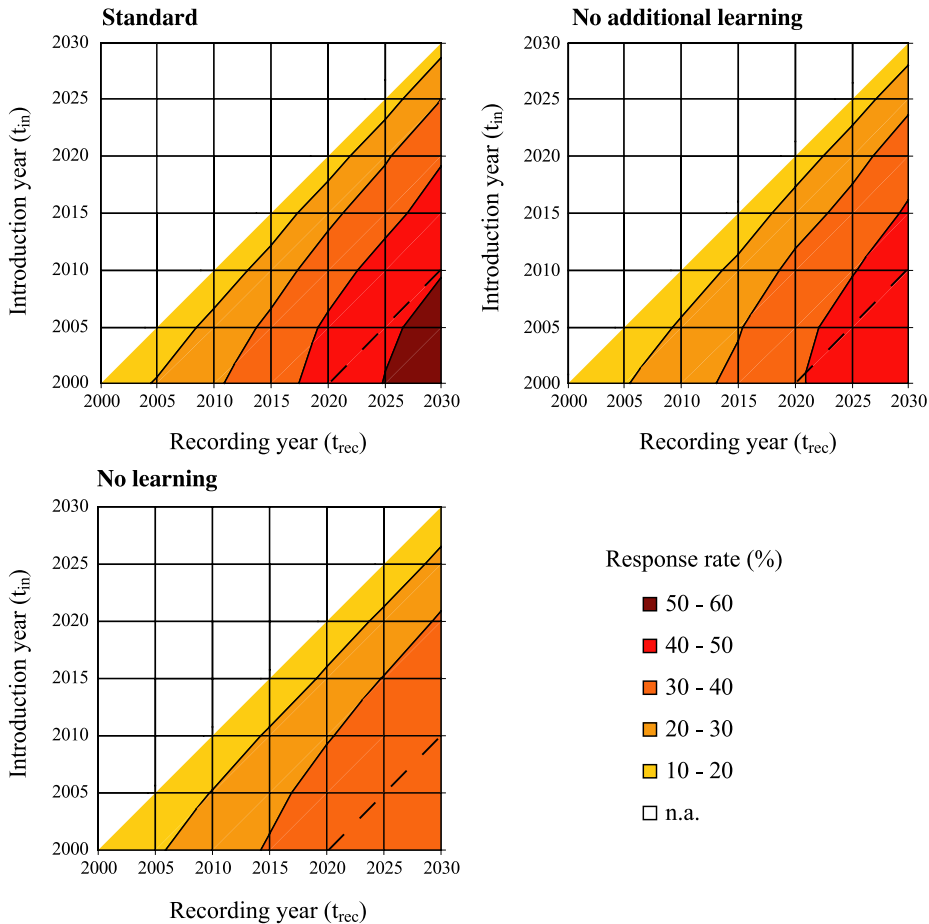 Standard
2030
2025
2020
2015
2010
2005
2000
Introduction year (t_in)
2000 2005 2010 2015 2020 2025 2030
Recording year (t_rec)
No additional learning
2030
2025
2020
2015
2010
2005
2000
Introduction year (t_in)
2000 2005 2010 2015 2020 2025 2030
Recording year (t_rec)
No learning
2030
2025
2020
2015
2010
2005
2000
Introduction year (t_in)
2000 2005 2010 2015 2020 2025 2030
Recording year (t_rec)
Response rate (%)
50 - 60
40 - 50
30 - 40
20 - 30
10 - 20
n.a.